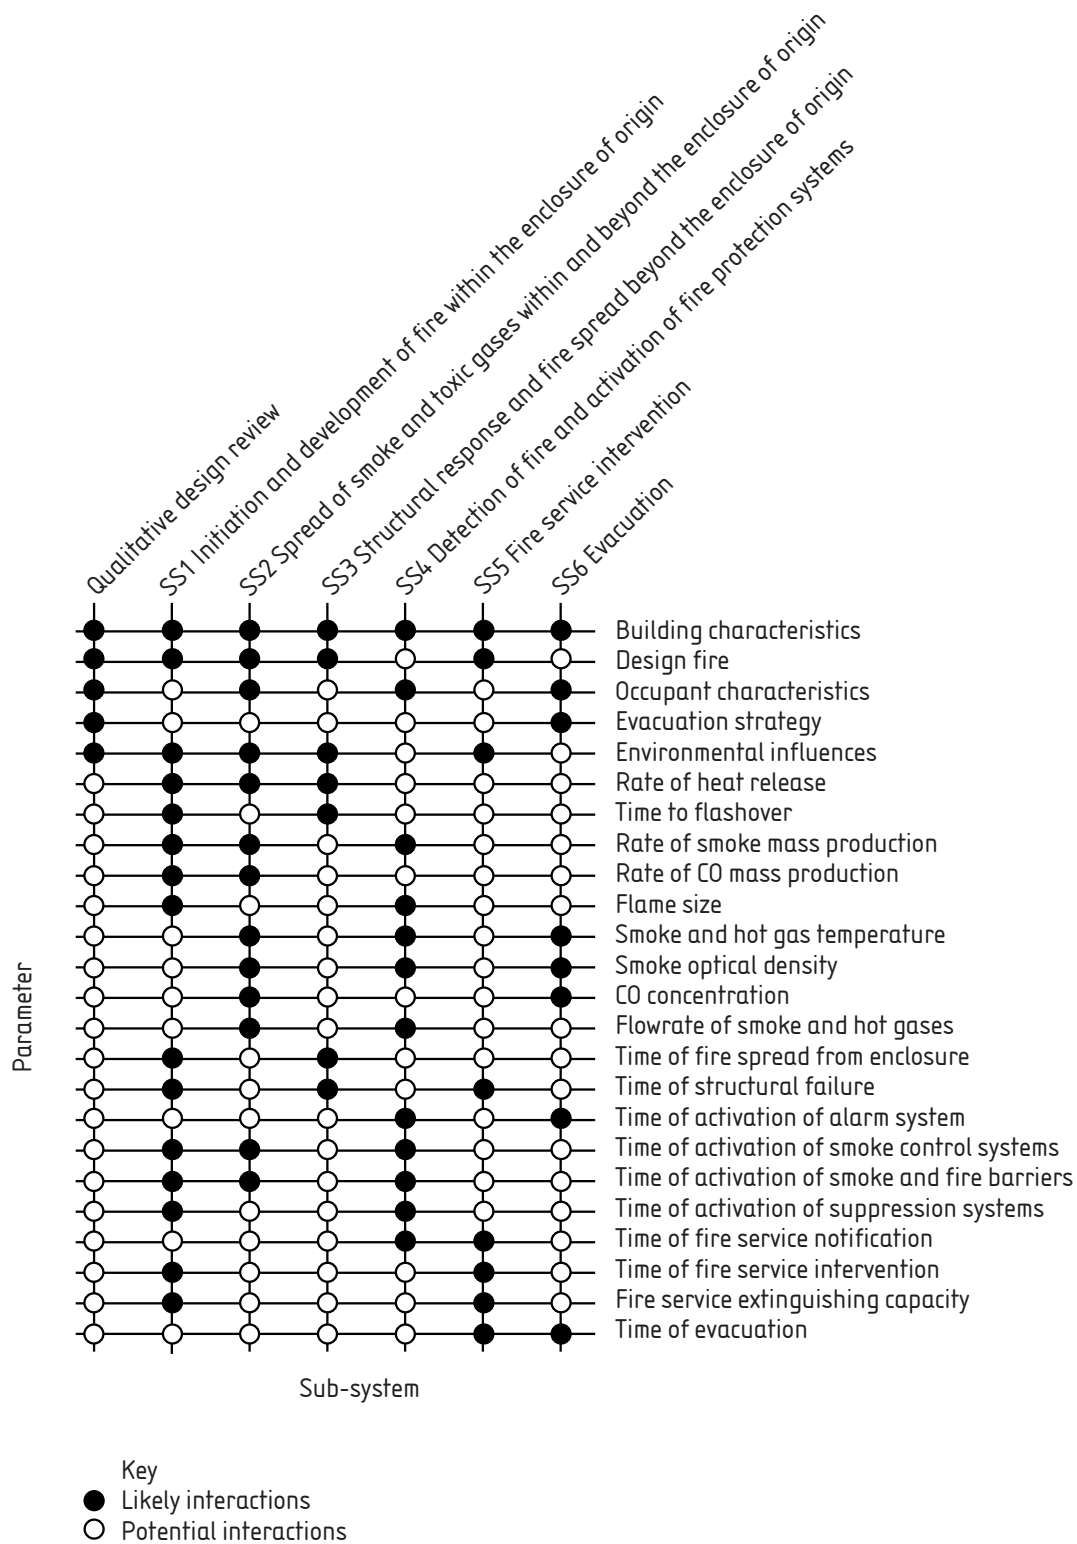 Qualitative design review
SS1 Initiation and development of fire within the enclosure of origin
SS2 Spread of smoke and toxic gases within and beyond the enclosure of origin
SS3 Structural response and fire spread beyond the enclosure of origin
SS4 Detection of fire and activation of fire protection systems
SS5 Fire service intervention
SS6 Evacuation
Building characteristics
Design fire
Occupant characteristics
Evacuation strategy
Environmental influences
Rate of heat release
Time to flashover
Rate of smoke mass production
Rate of CO mass production
Flame size
Smoke and hot gas temperature
Smoke optical density
CO concentration
Flowrate of smoke and hot gases
Time of fire spread from enclosure
Time of structural failure
Time of activation of alarm system
Time of activation of smoke control systems
Time of activation of smoke and fire barriers
Time of activation of suppression systems
Time of fire service notification
Time of fire service intervention
Fire service extinguishing capacity
Time of evacuation
Parameter
Sub-system
Key
Likely interactions
Potential interactions